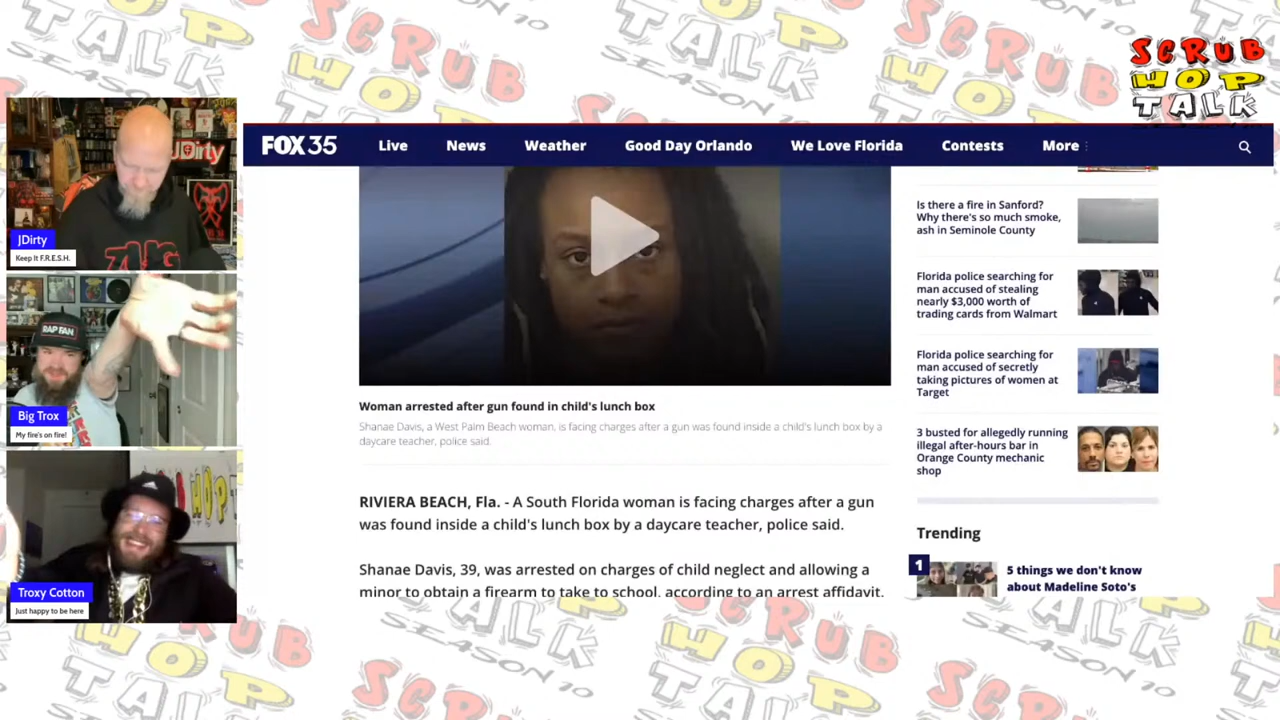 SCRUB
HOP
TALK
FOX 35
Live
News
Weather
Good Day Orlando
We Love Florida
Contests
More
JDirty
JDirty
Keep It F.R.E.S.H.
RAP FAN
Big Trox
My fire's on fire!
Troxy Cotton
Just happy to be here
Woman arrested after gun found in child's lunch box
Shanae Davis, a West Palm Beach woman, is facing charges after a gun was found inside a child's lunch box by a
daycare teacher, police said.
RIVIERA BEACH, Fla. - A South Florida woman is facing charges after a gun
was found inside a child's lunch box by a daycare teacher, police said.
Shanae Davis, 39, was arrested on charges of child neglect and allowing a
minor to obtain a firearm to take to school, according to an arrest affidavit.
Is there a fire in Sanford?
Why there's so much smoke,
ash in Seminole County
Florida police searching for
man accused of stealing
nearly $3,000 worth of
trading cards from Walmart
Florida police searching for
man accused of secretly
taking pictures of women at
Target
3 busted for allegedly running
illegal after-hours bar in
Orange County mechanic
shop
Trending
1
5 things we don't know
about Madeline Soto's
SCRUB
HOP
TALK
SEASON 10